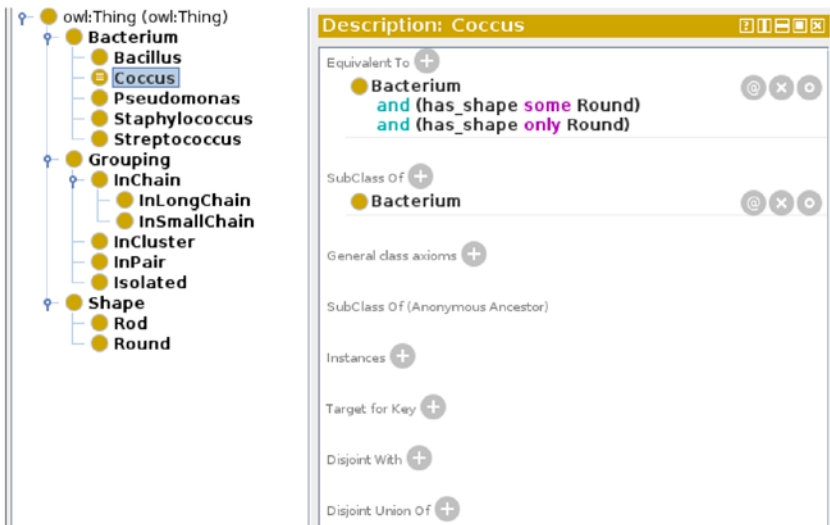 owl:Thing (owl:Thing)
Bacterium
Bacillus
Coccus
Pseudomonas
Staphylococcus
Streptococcus
Grouping
InChain
InLongChain
InSmallChain
InCluster
InPair
Isolated
Shape
Rod
Round
Description: Coccus
Equivalent To
Bacterium
and (has_shape some Round)
and (has_shape only Round)
SubClass Of
Bacterium
General class axioms
SubClass Of (Anonymous Ancestor)
Instances
Target for Key
Disjoint With
Disjoint Union Of